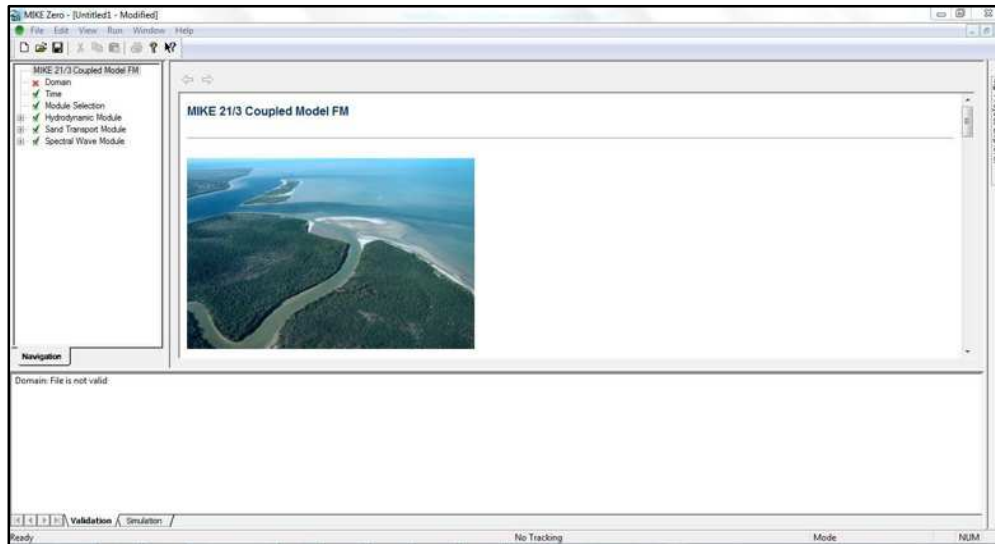 MIKE Zero - [Untitled1 - Modified]
File Edit View Run Window Help
MIKE 21/3 Coupled Model FM
Domain
Time
Module Selection
Hydrodynamic Module
Sand Transport Module
Spectral Wave Module
Navigation
MIKE 21/3 Coupled Model FM
Domain: File is not valid
Validation Simulation
Ready No Tracking Mode NUM